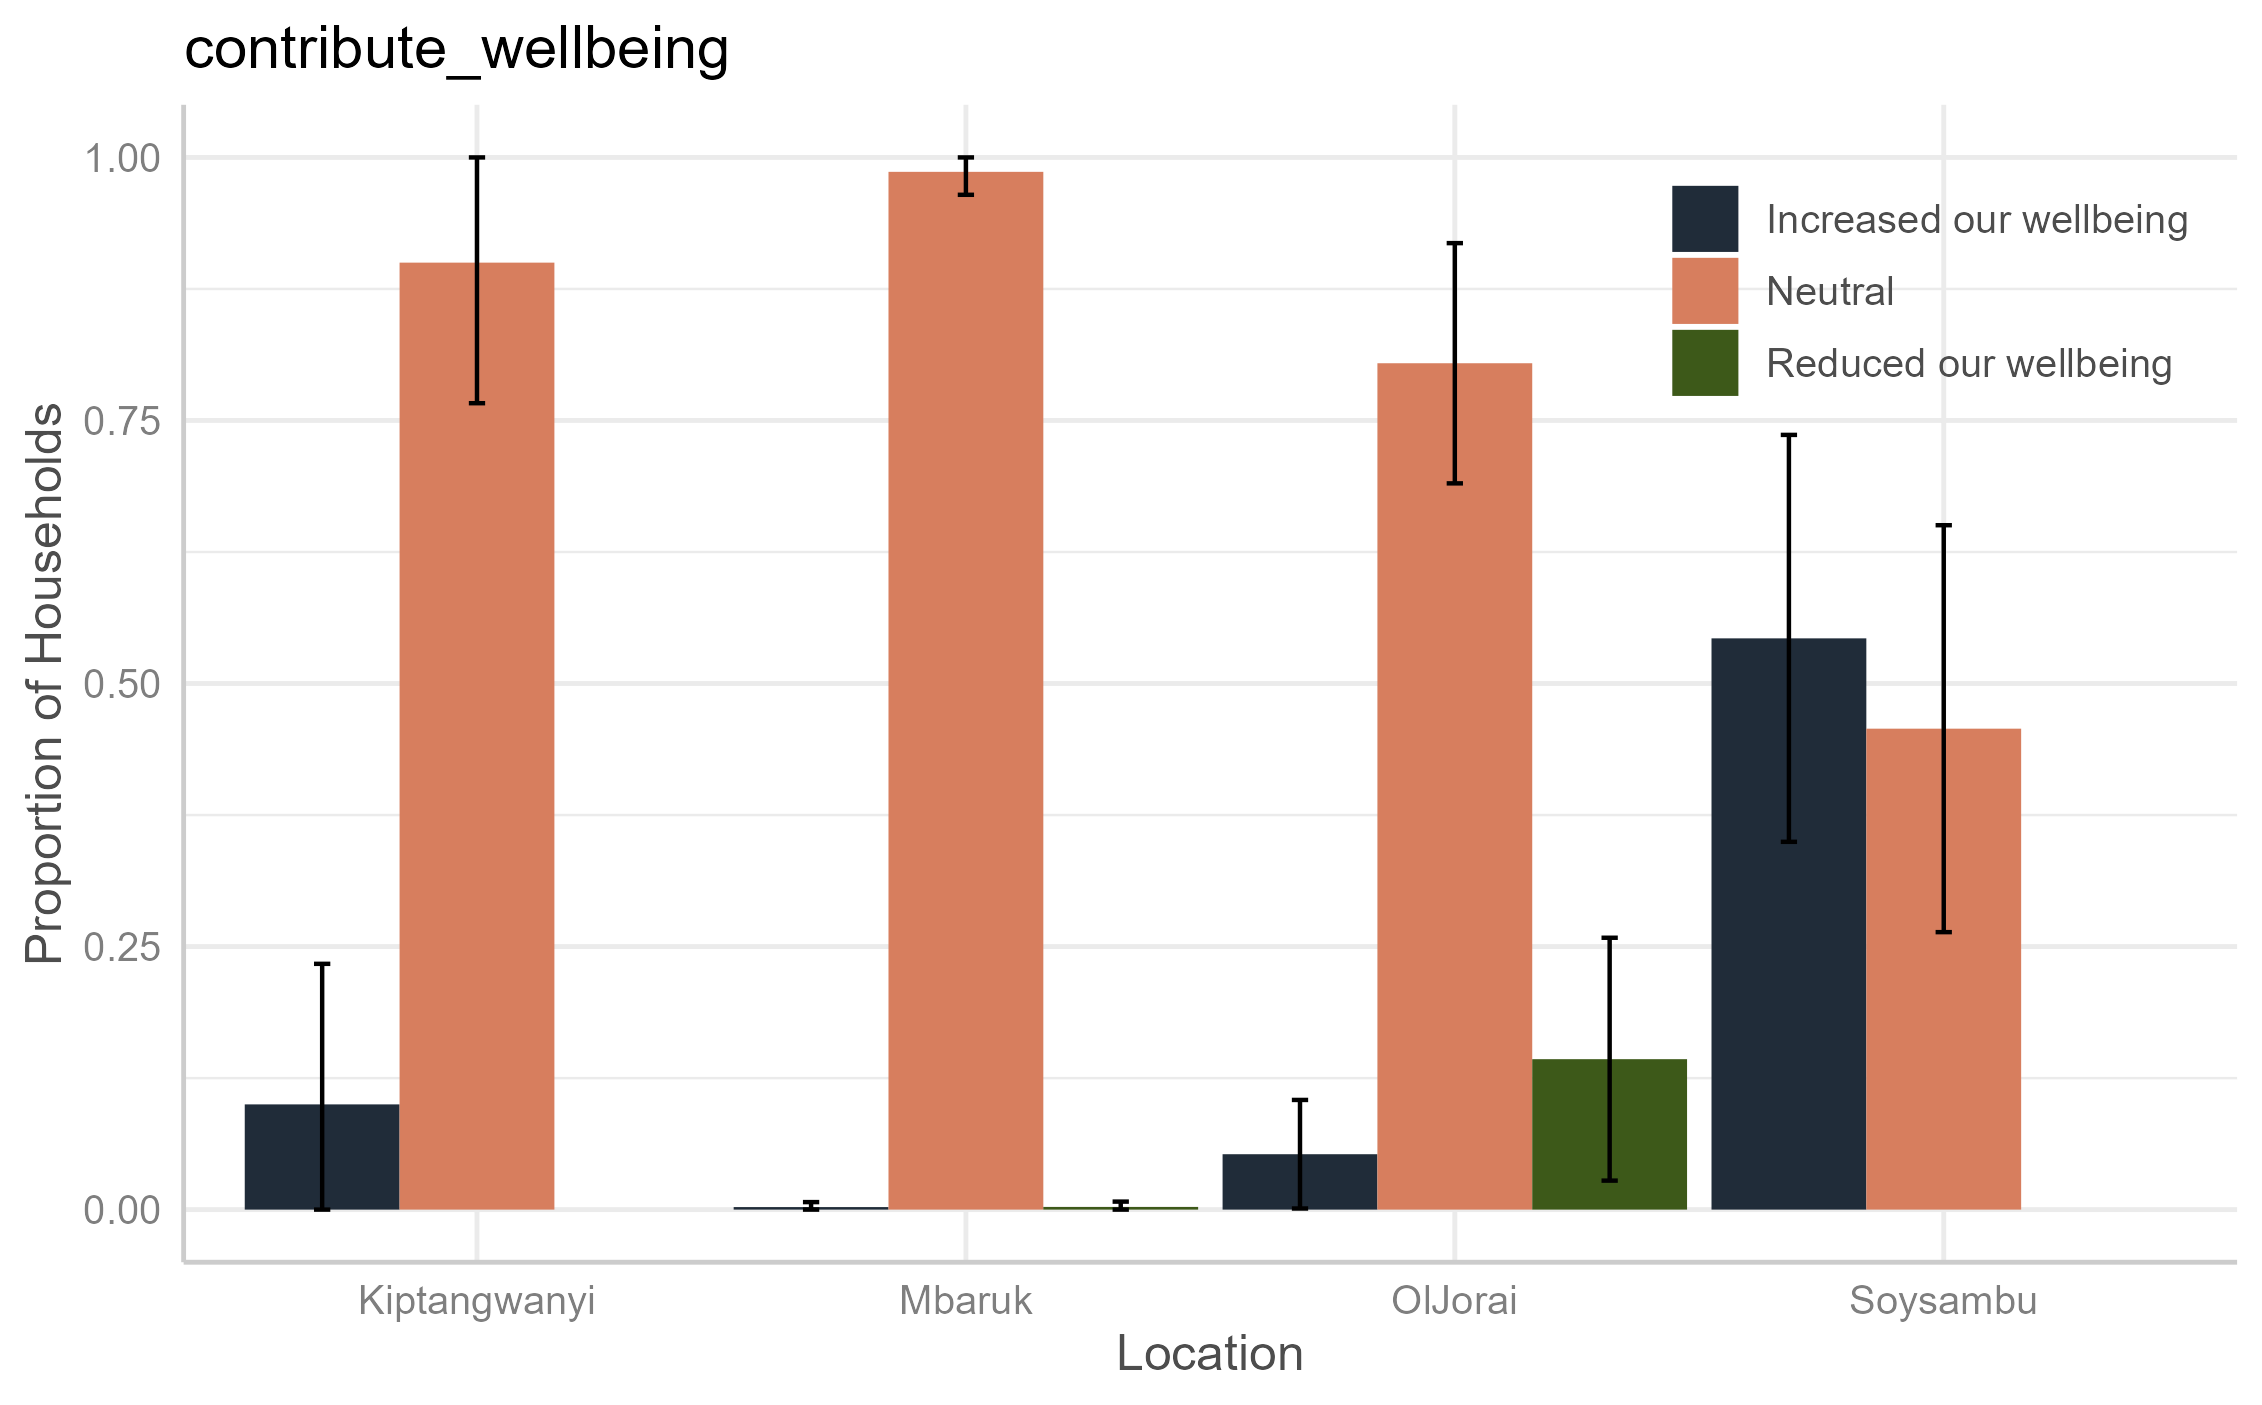 contribute_wellbeing
1.00
0.75
0.50
0.25
0.00
Proportion of Households
Increased our wellbeing
Neutral
Reduced our wellbeing
Kiptangwanyi Mbaruk OlJorai Soysambu
Location